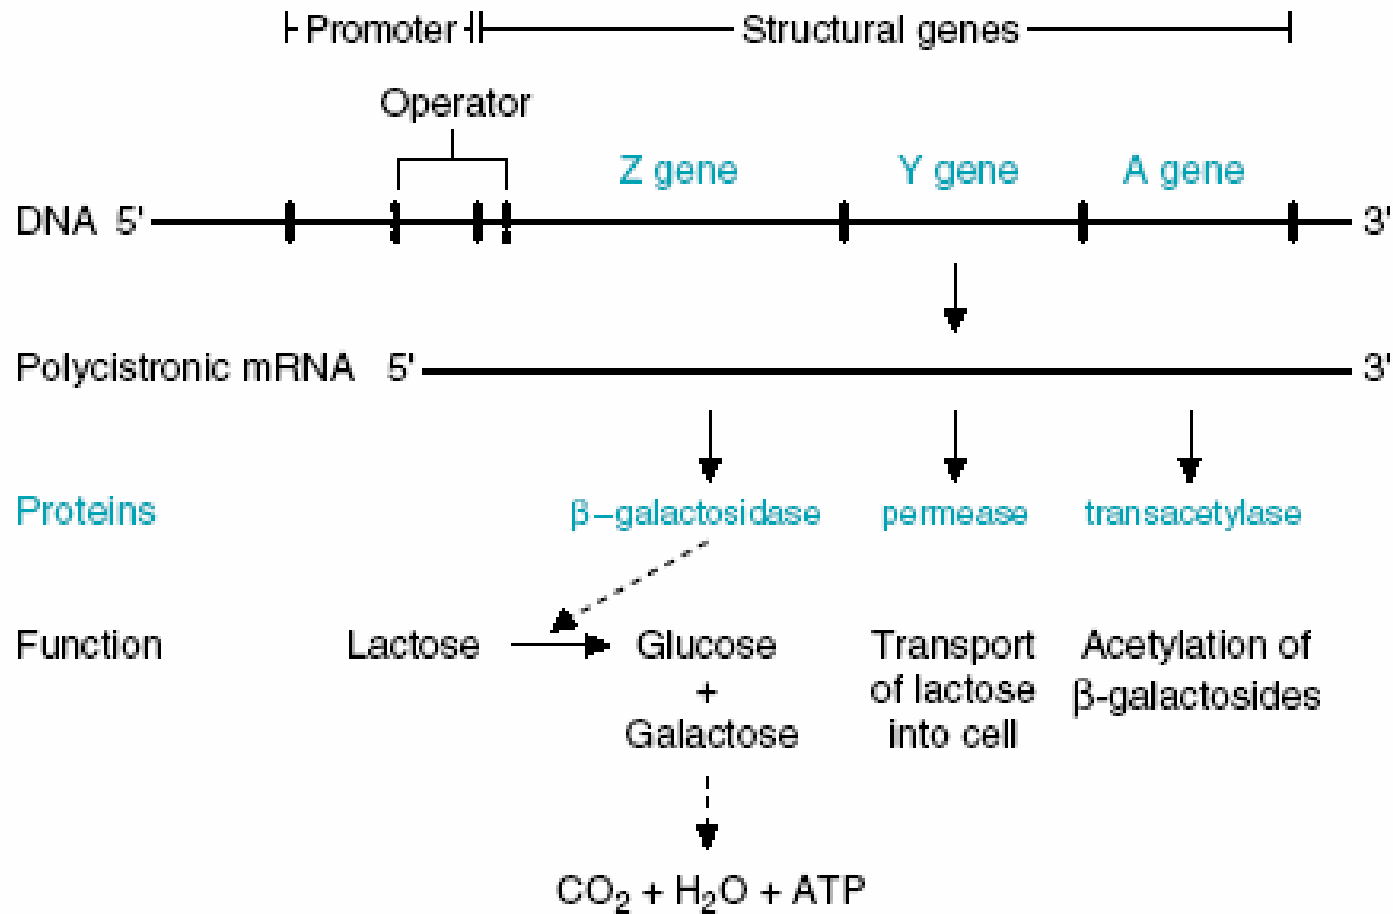 Promoter Structural genes
Operator
Z gene Y gene A gene
DNA 5' 3'
Polycistronic mRNA 5' 3'
Proteins β–galactosidase permease transacetylase
Function Lactose Glucose Transport Acetylation of
+ of lactose β-galactosides
Galactose into cell
CO₂ + H₂O + ATP